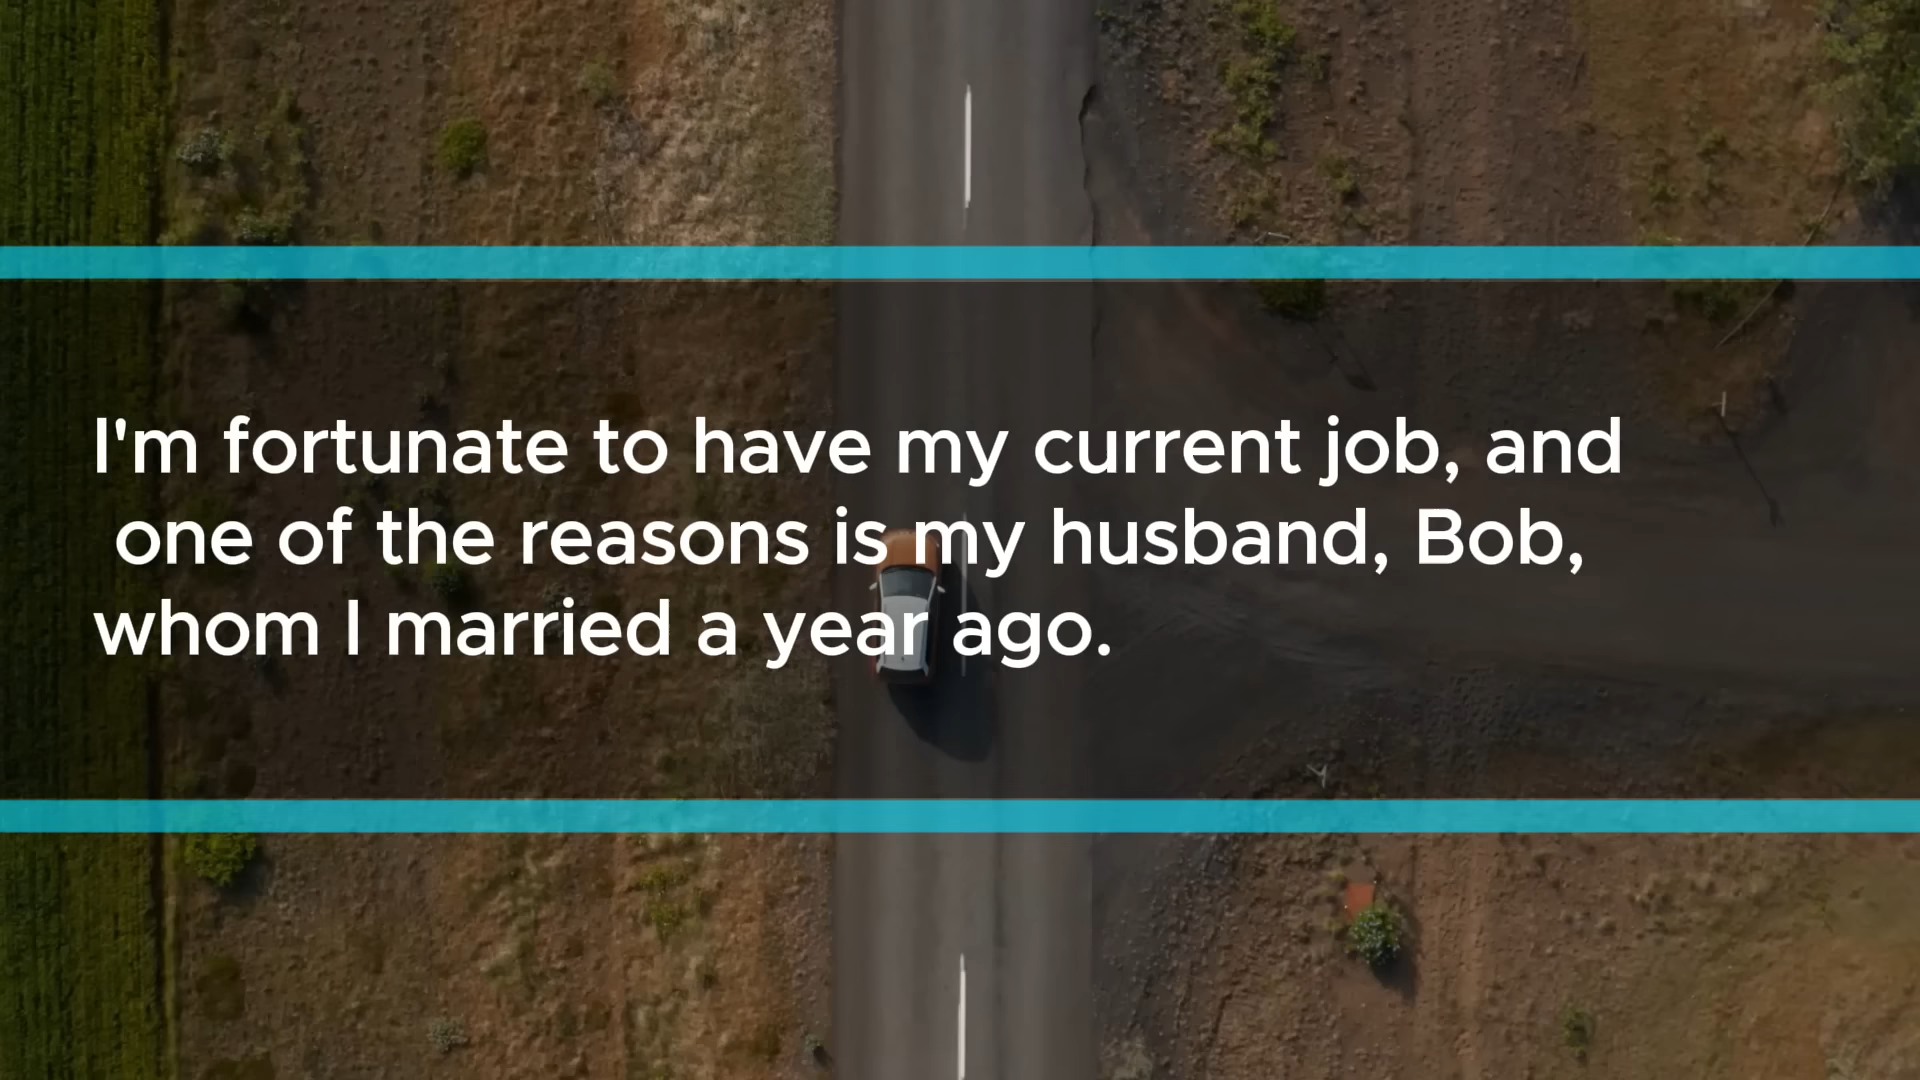 I'm fortunate to have my current job, and
one of the reasons is my husband, Bob,
whom I married a year ago.